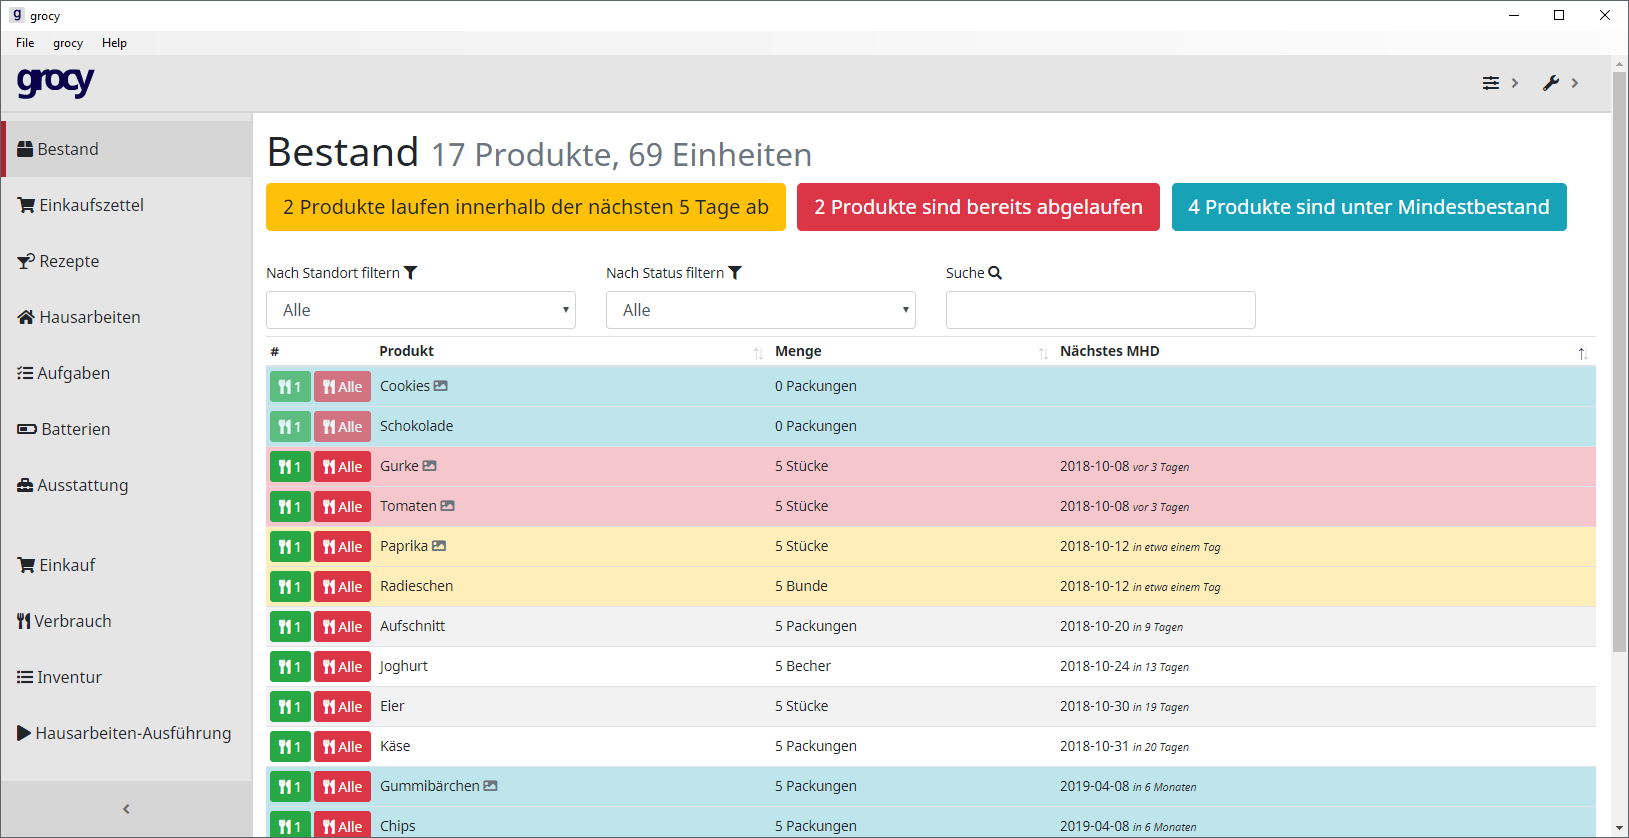 g grocy
File grocy Help
grocy
Bestand
Einkaufszettel
Rezepte
Hausarbeiten
Aufgaben
Batterien
Ausstattung
Einkauf
Verbrauch
Inventur
Hausarbeiten-Ausführung
Bestand 17 Produkte, 69 Einheiten
2 Produkte laufen innerhalb der nächsten 5 Tage ab
2 Produkte sind bereits abgelaufen
4 Produkte sind unter Mindestbestand
Nach Standort filtern
Alle
Nach Status filtern
Alle
Suche
# Produkt Menge Nächstes MHD
1 Alle Cookies 0 Packungen
1 Alle Schokolade 0 Packungen
1 Alle Gurke 5 Stücke 2018-10-08 vor 3 Tagen
1 Alle Tomaten 5 Stücke 2018-10-08 vor 3 Tagen
1 Alle Paprika 5 Stücke 2018-10-12 in etwa einem Tag
1 Alle Radieschen 5 Bunde 2018-10-12 in etwa einem Tag
1 Alle Aufschnitt 5 Packungen 2018-10-20 in 9 Tagen
1 Alle Joghurt 5 Becher 2018-10-24 in 13 Tagen
1 Alle Eier 5 Stücke 2018-10-30 in 19 Tagen
1 Alle Käse 5 Packungen 2018-10-31 in 20 Tagen
1 Alle Gummibärchen 5 Packungen 2019-04-08 in 6 Monaten
1 Alle Chips 5 Packungen 2019-04-08 in 6 Monaten